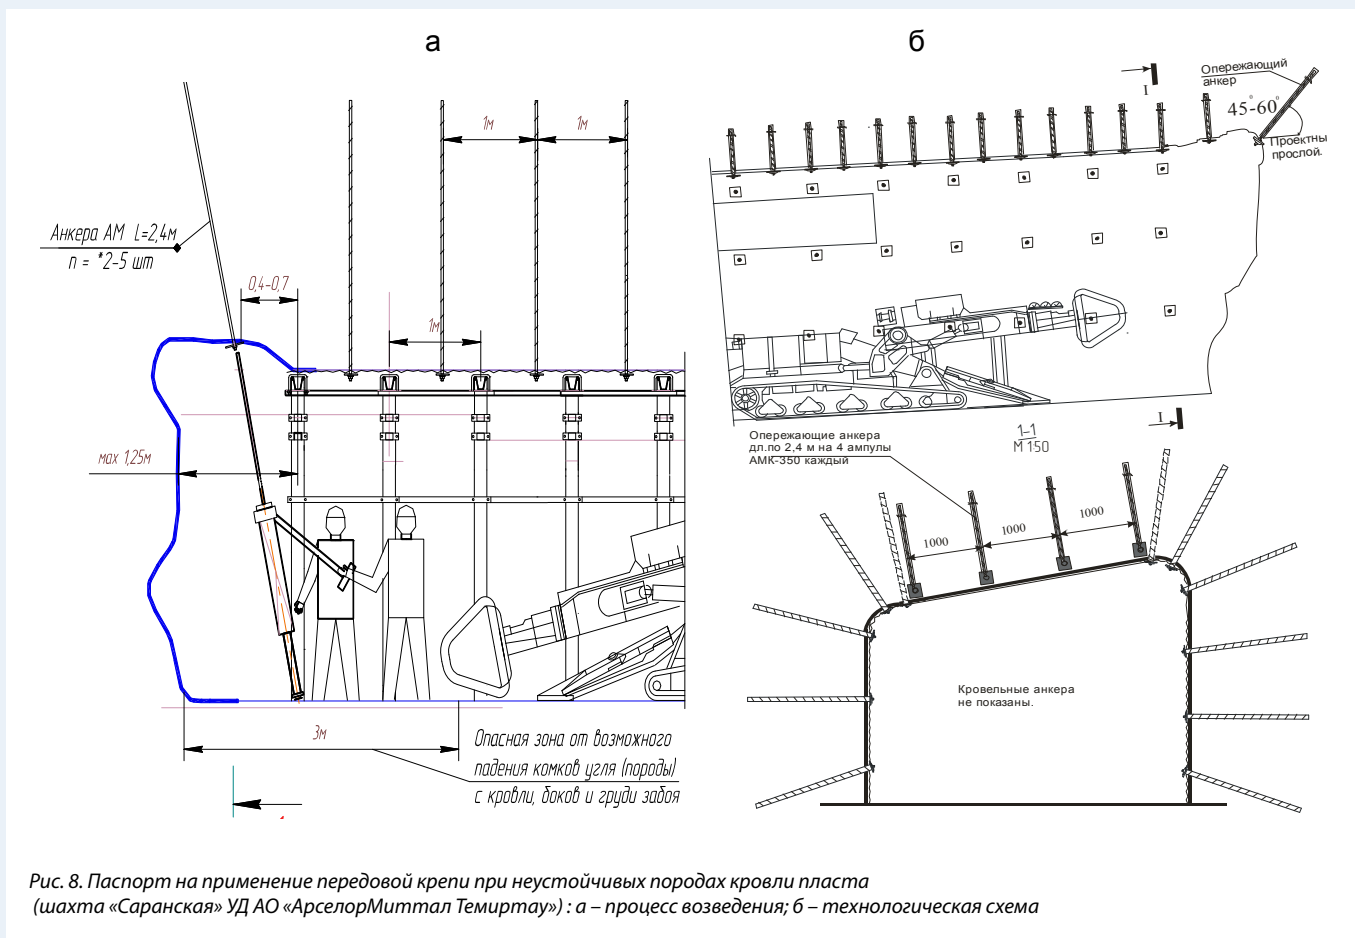 а
1м
1м
Анкера АМ L=2,4м
n = *2-5 шт
0,4-0,7
1м
max 1,25м
3м
Опасная зона от возможного
падения комков угля (породы)
с кровли, боков и груди забоя
б
I
Опережающий
анкер
45°-60°
Проектны
прослой.
I
1-1
М 1:50
Опережающие анкера
дл.по 2,4 м на 4 ампулы
АМК-350 каждый
1000
1000
1000
Кровельные анкера
не показаны.
Рис. 8. Паспорт на применение передовой крепи при неустойчивых породах кровли пласта
(шахта «Саранская» УД АО «АрселорМиттал Темиртау») : а – процесс возведения; б – технологическая схема